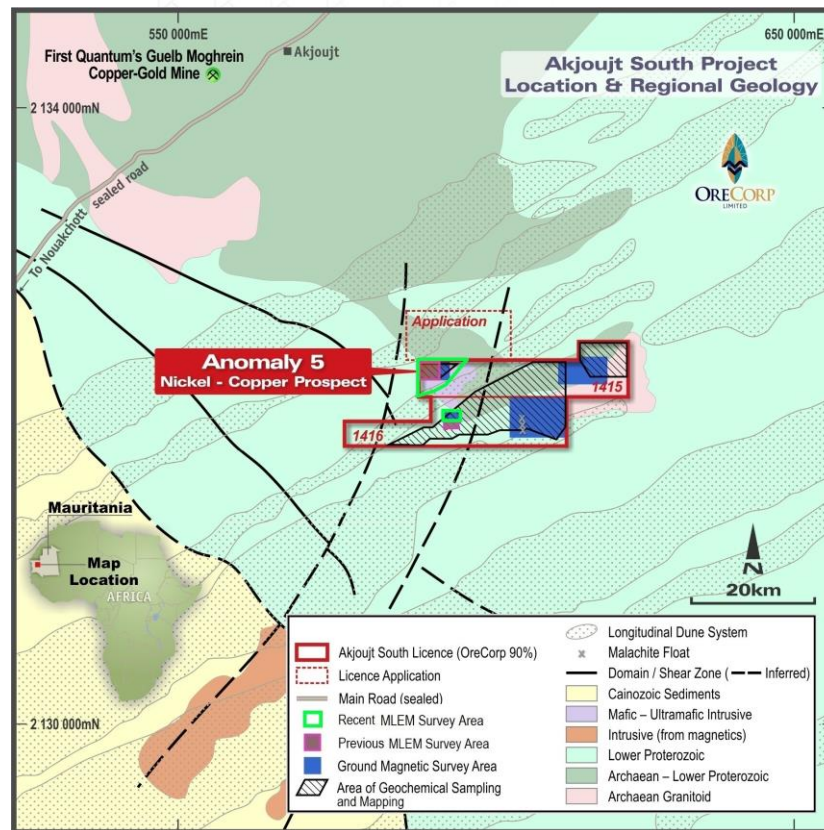 550 000mE
650 000mE
First Quantum's Guelb Moghrein
Copper-Gold Mine
Akjoujt
Akjoujt South Project
Location & Regional Geology
2 134 000mN
ORECORP
LIMITED
To Nouakchott sealed road
Application
Anomaly 5
Nickel - Copper Prospect
1415
1416
Mauritania
Map
Location
AFRICA
N
20km
Akjoujt South Licence (OreCorp 90%)
Licence Application
Main Road (sealed)
Recent MLEM Survey Area
Previous MLEM Survey Area
Ground Magnetic Survey Area
Area of Geochemical Sampling
and Mapping
Longitudinal Dune System
x Malachite Float
Domain / Shear Zone ( Inferred)
Cainozoic Sediments
Mafic – Ultramafic Intrusive
Intrusive (from magnetics)
Lower Proterozoic
Archaean – Lower Proterozoic
Archaean Granitoid
2 130 000mN